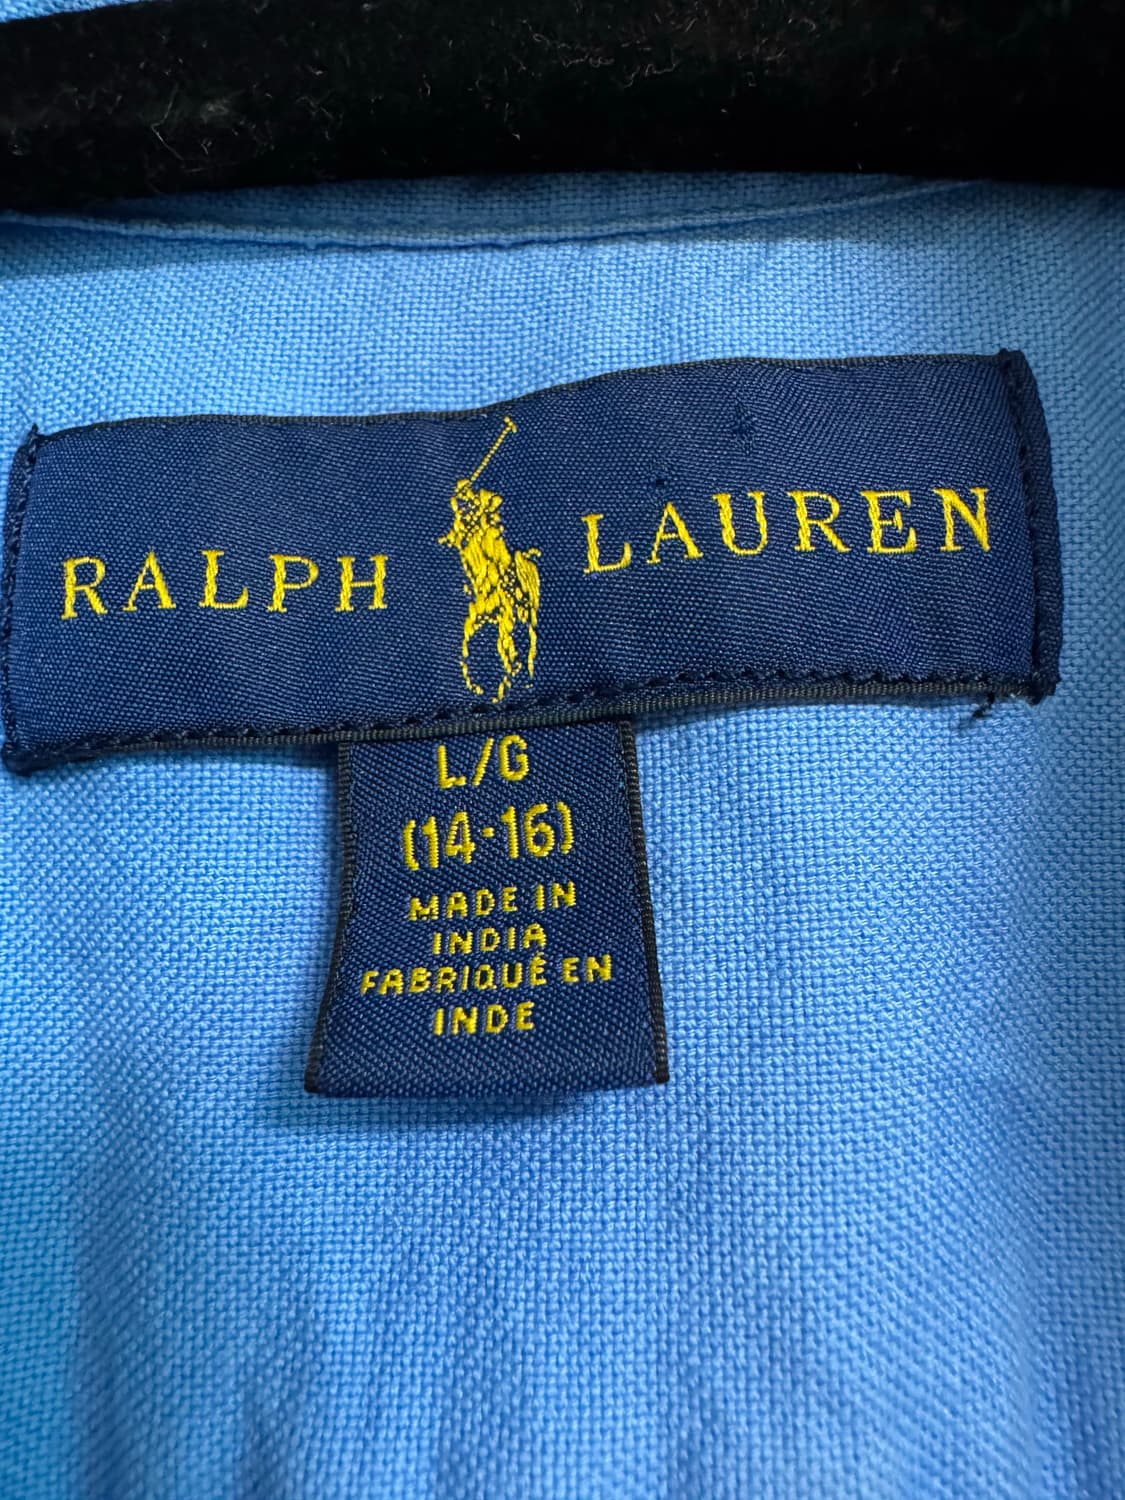 RALPH LAUREN
L/G
(14-16)
MADE IN
INDIA
FABRIQUÉ EN
INDE